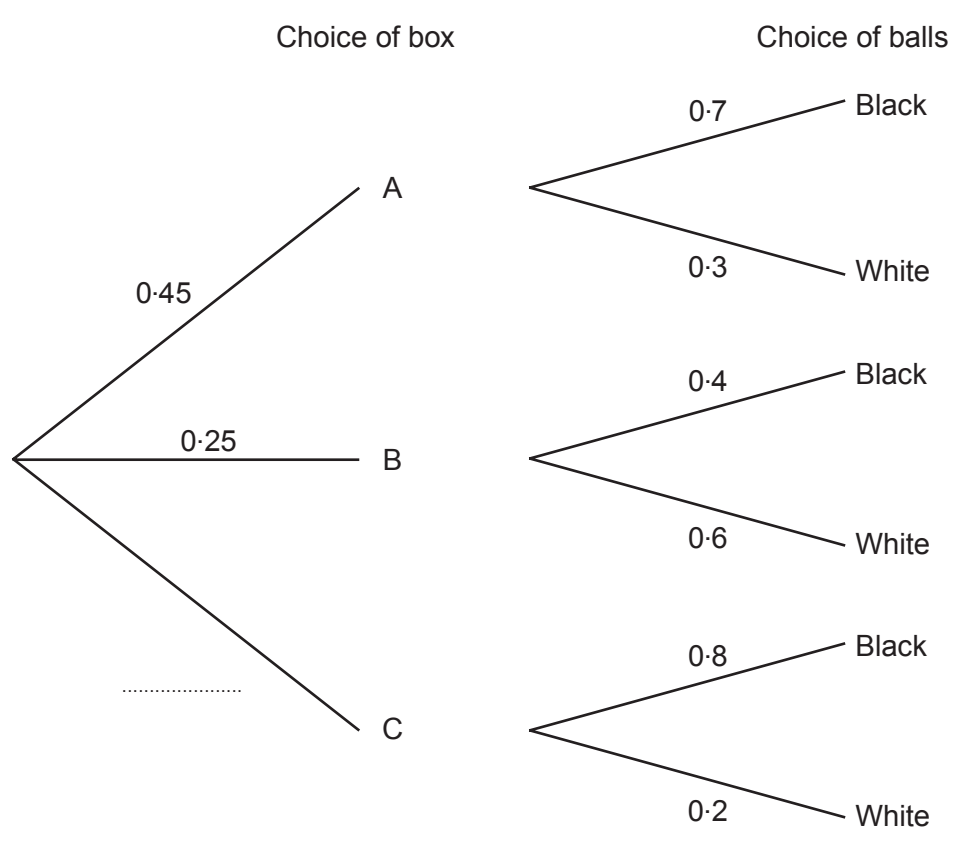 Choice of box
Choice of balls
0·7
Black
A
0·3
White
0·45
0·4
Black
0·25
B
0·6
White
0·8
Black
......................
C
0·2
White